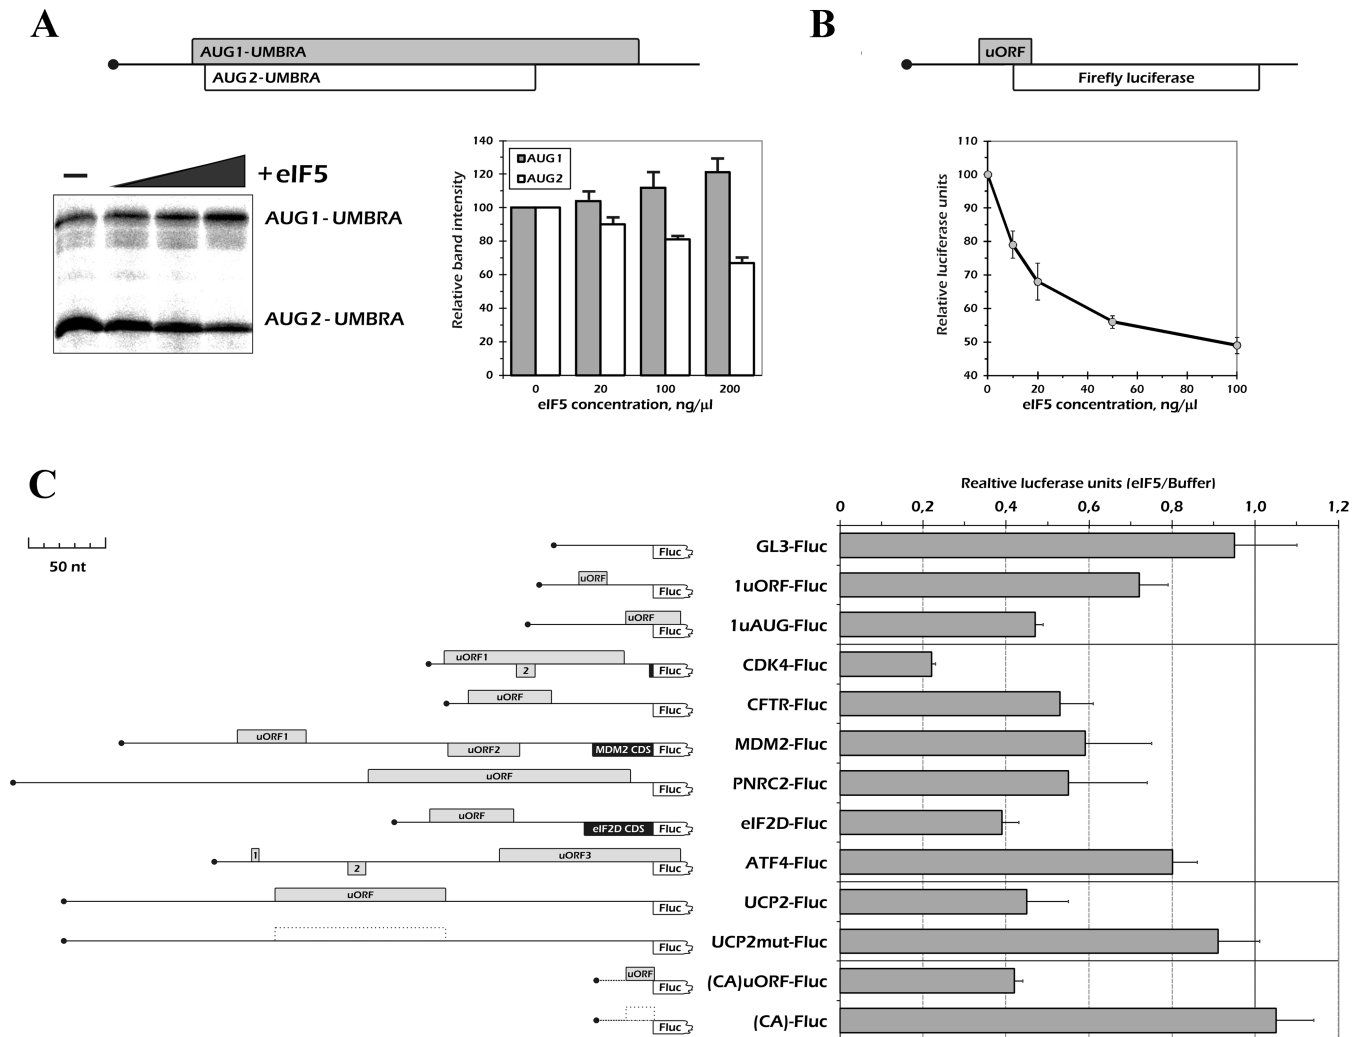 A
AUG1-UMBRA
AUG2-UMBRA
B
uORF
Firefly luciferase
– +eIF5
AUG1-UMBRA
AUG2-UMBRA
Relative band intensity
140
120
100
80
60
40
20
0
AUG1
AUG2
0 20 100 200
eIF5 concentration, ng/µl
Relative luciferase units
110
100
90
80
70
60
50
40
0 20 40 60 80 100
eIF5 concentration, ng/µl
C
50 nt
Realtive lucferase units (eIF5/Buffer)
0 0,2 0,4 0,6 0,8 1,0 1,2
Fluc GL3-Fluc
uORF Fluc 1uORF-Fluc
uORF Fluc 1uAUG-Fluc
uORF1 2 Fluc CDK4-Fluc
uORF Fluc CFTR-Fluc
uORF1 uORF2 MDM2 CDS Fluc MDM2-Fluc
uORF Fluc PNRC2-Fluc
uORF eIF2D CDS Fluc eIF2D-Fluc
1 2 uORF3 Fluc ATF4-Fluc
uORF Fluc UCP2-Fluc
Fluc UCP2mut-Fluc
uORF Fluc (CA)uORF-Fluc
Fluc (CA)-Fluc